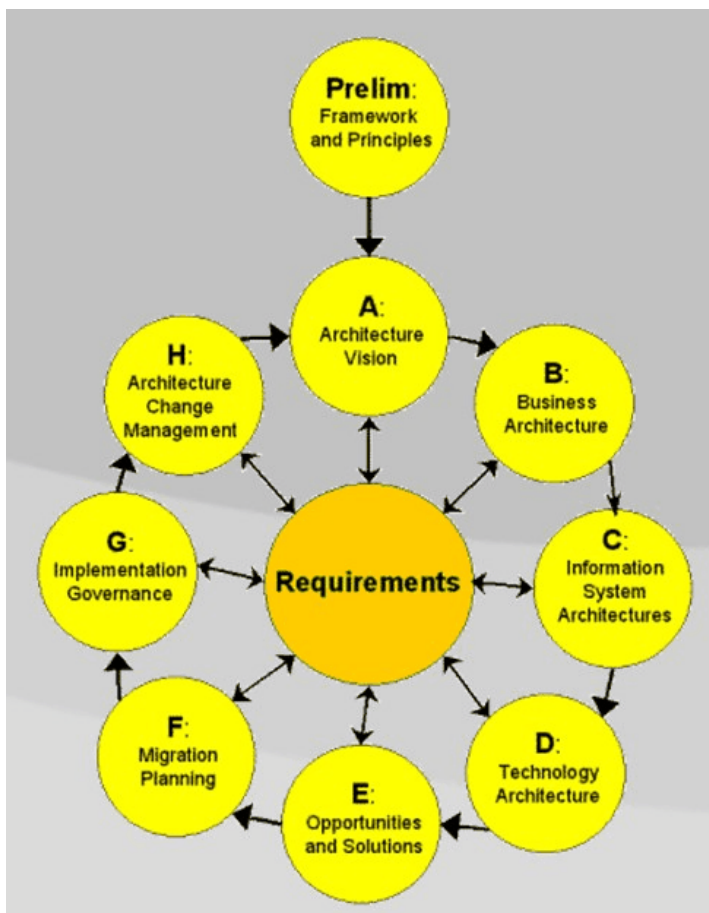 Prelim:
Framework
and Principles
A:
Architecture
Vision
B:
Business
Architecture
C:
Information
System
Architectures
D:
Technology
Architecture
E:
Opportunities
and Solutions
F:
Migration
Planning
G:
Implementation
Governance
H:
Architecture
Change
Management
Requirements